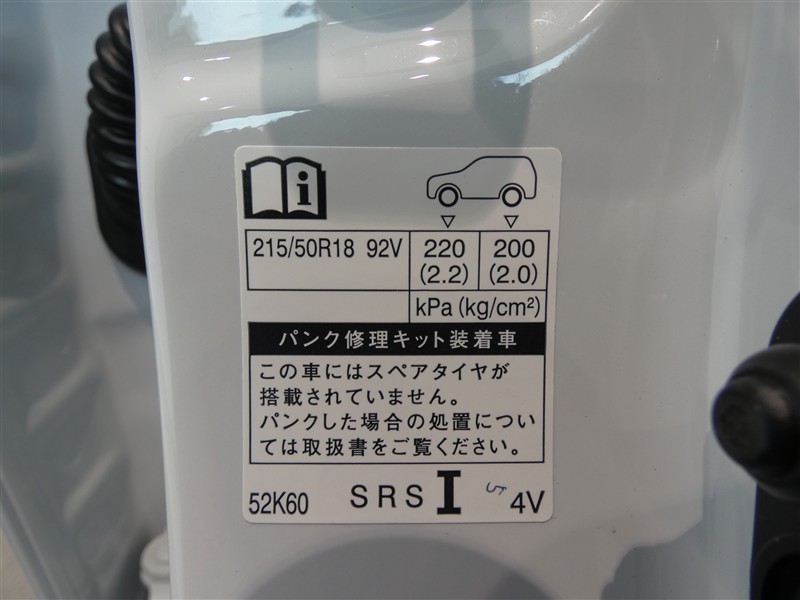 215/50R18 92V 220 200
(2.2) (2.0)
kPa (kg/cm²)
パンク修理キット装着車
この車にはスペアタイヤが
搭載されていません。
パンクした場合の処置につい
ては取扱書をご覧ください。
52K60 SRS I 4V